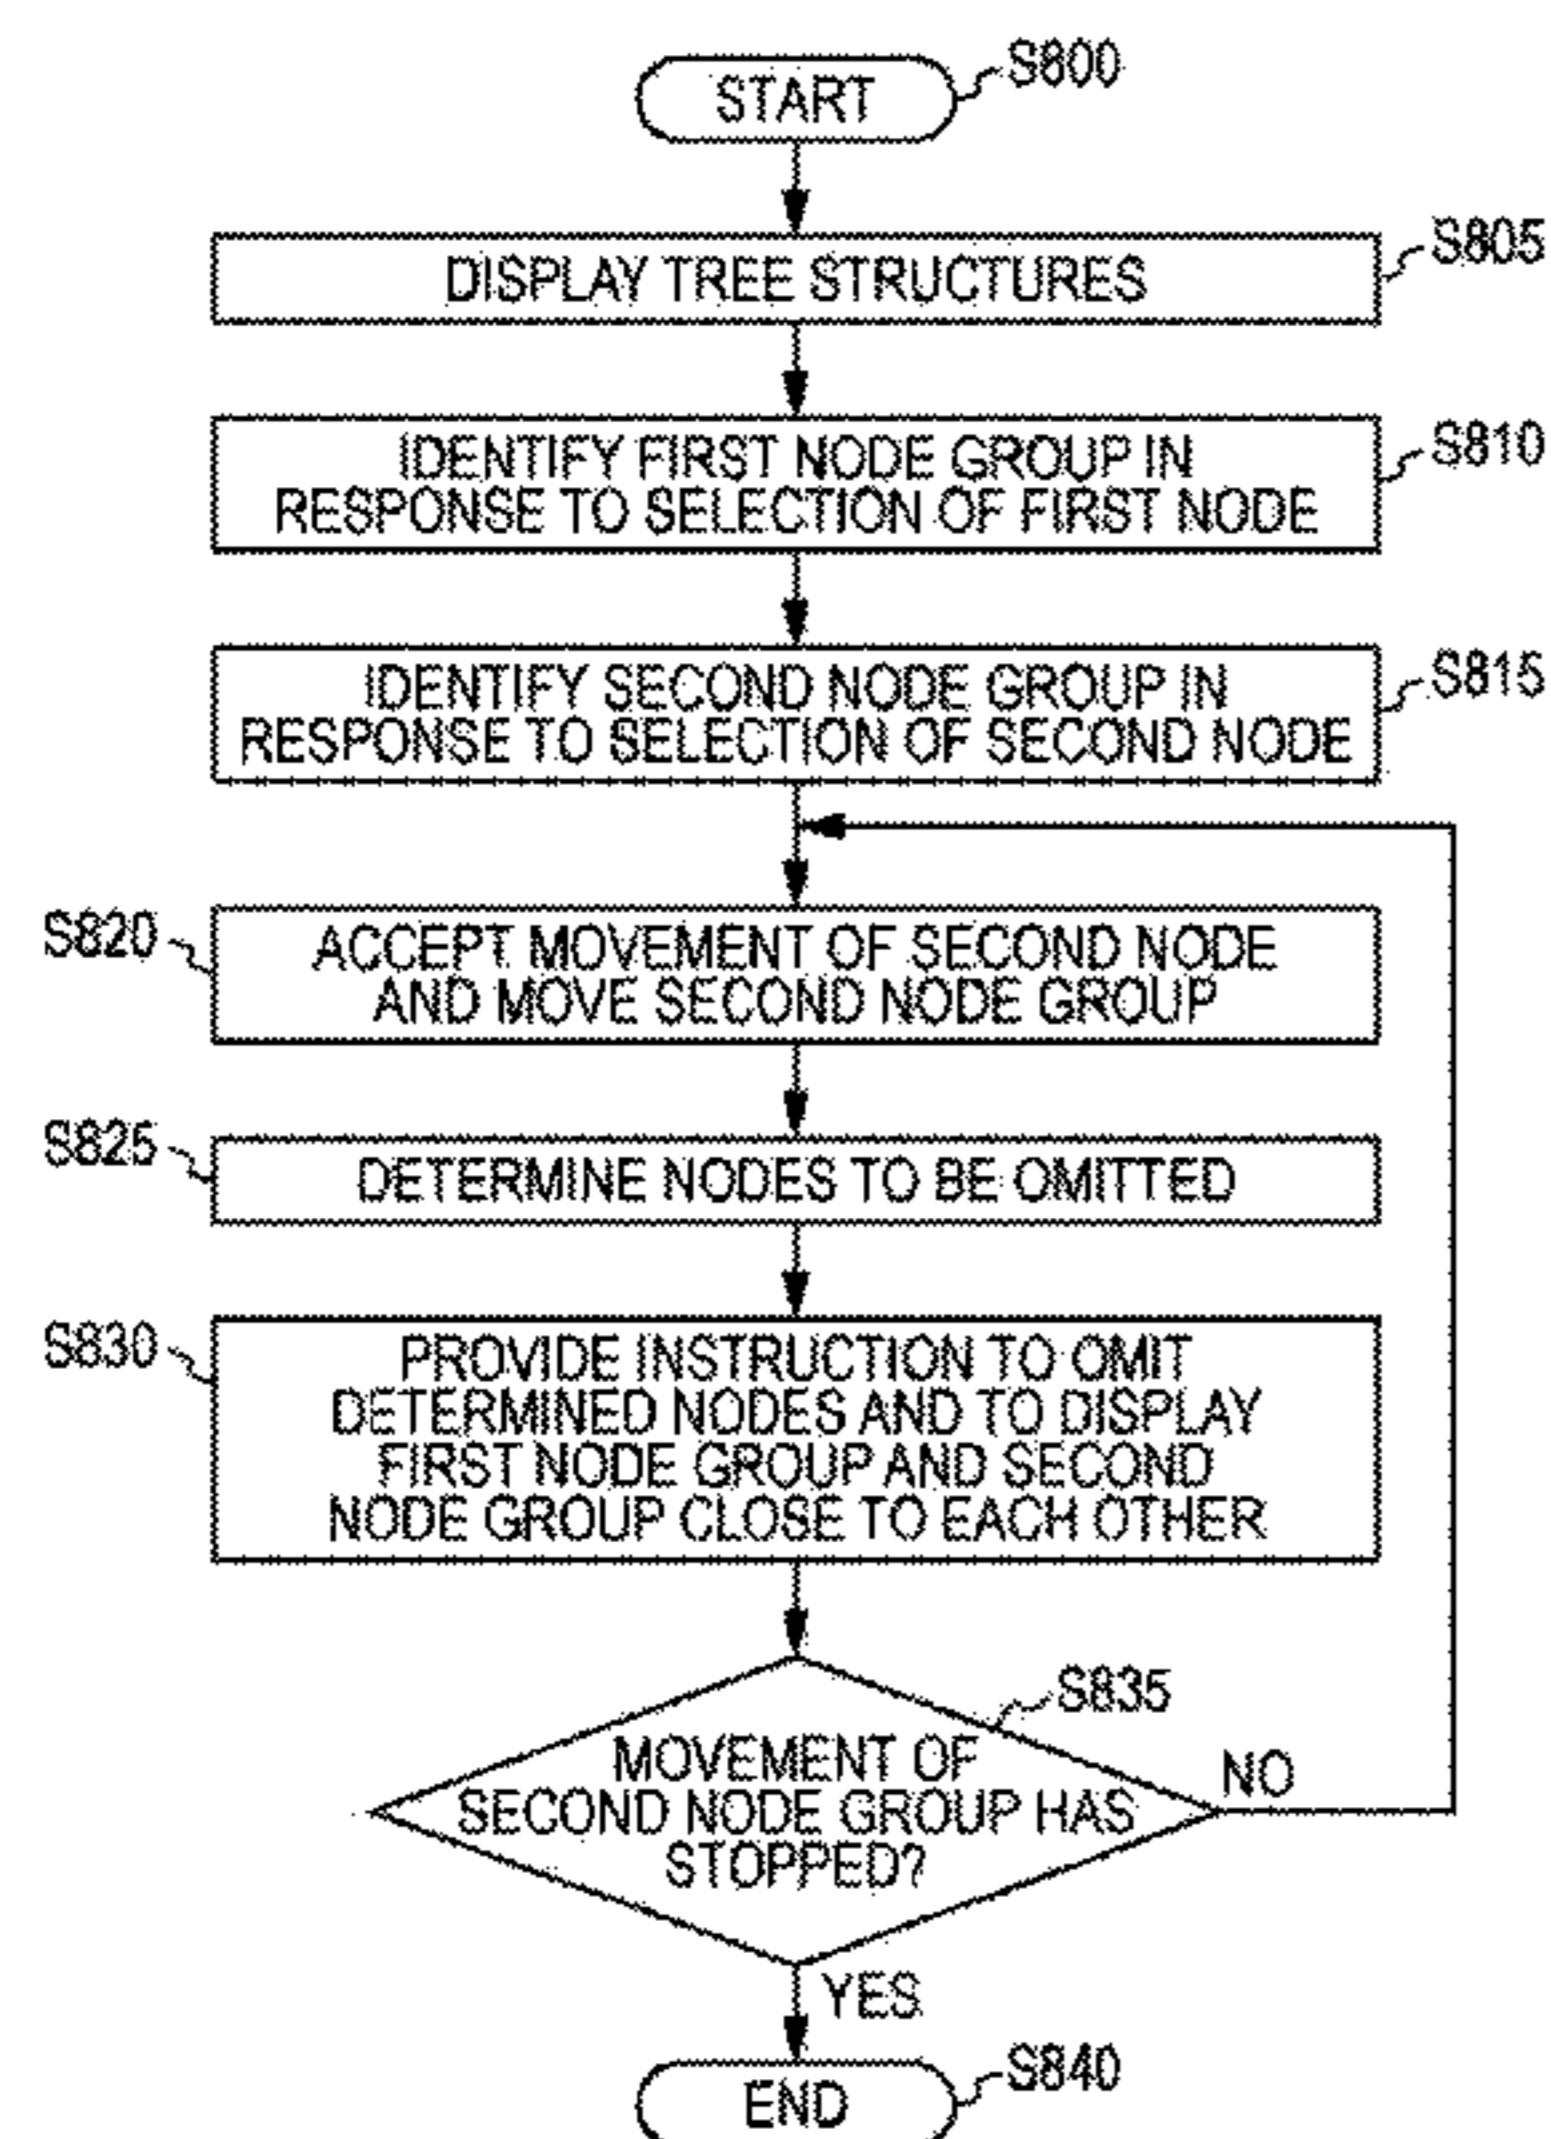 START
S800
DISPLAY TREE STRUCTURES
S805
IDENTIFY FIRST NODE GROUP IN
RESPONSE TO SELECTION OF FIRST NODE
S810
IDENTIFY SECOND NODE GROUP IN
RESPONSE TO SELECTION OF SECOND NODE
S815
S820
ACCEPT MOVEMENT OF SECOND NODE
AND MOVE SECOND NODE GROUP
S825
DETERMINE NODES TO BE OMITTED
S830
PROVIDE INSTRUCTION TO OMIT
DETERMINED NODES AND TO DISPLAY
FIRST NODE GROUP AND SECOND
NODE GROUP CLOSE TO EACH OTHER
S835
MOVEMENT OF
SECOND NODE GROUP HAS
STOPPED?
NO
YES
END
S840